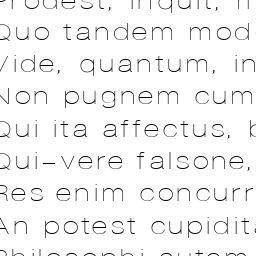 Prodest, inquit,
Quo tandem mod
Vide, quantum, in
Non pugnem cum
Qui ita affectus, b
Qui-vere falsone,
Res enim concurr
An potest cupidita
Philosophi autem